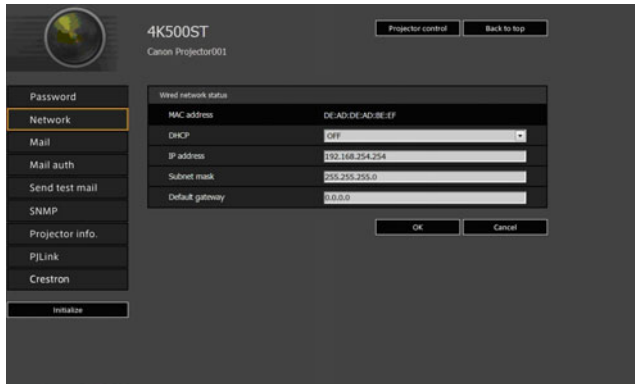 4K500ST
Canon Projector001
Projector control
Back to top
Password
Network
Mail
Mail auth
Send test mail
SNMP
Projector info.
PJLink
Crestron
Initialize
Wired network status
MAC address DE:AD:DE:AD:BE:EF
DHCP OFF
IP address 192.168.254.254
Subnet mask 255.255.255.0
Default gateway 0.0.0.0
OK
Cancel